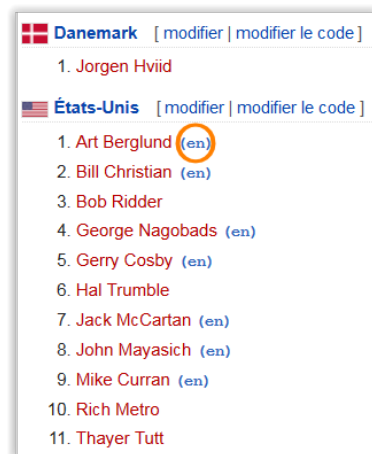 Danemark [ modifier | modifier le code ]
1. Jorgen Hviid
États-Unis [ modifier | modifier le code ]
1. Art Berglund (en)
2. Bill Christian (en)
3. Bob Ridder
4. George Nagobads (en)
5. Gerry Cosby (en)
6. Hal Trumble
7. Jack McCartan (en)
8. John Mayasich (en)
9. Mike Curran (en)
10. Rich Metro
11. Thayer Tutt